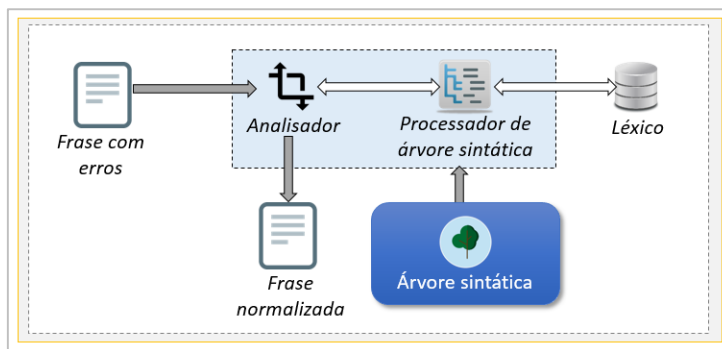 Frase com
erros
Analisador
Processador de
árvore sintática
Léxico
Frase
normalizada
Árvore sintática